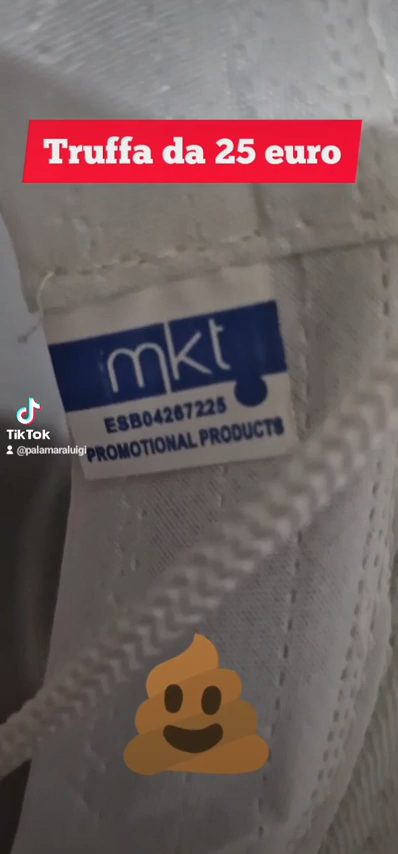 Truffa da 25 euro
mkt
ESB04267225
PROMOTIONAL PRODUCTS
TikTok
@palamaraluigi